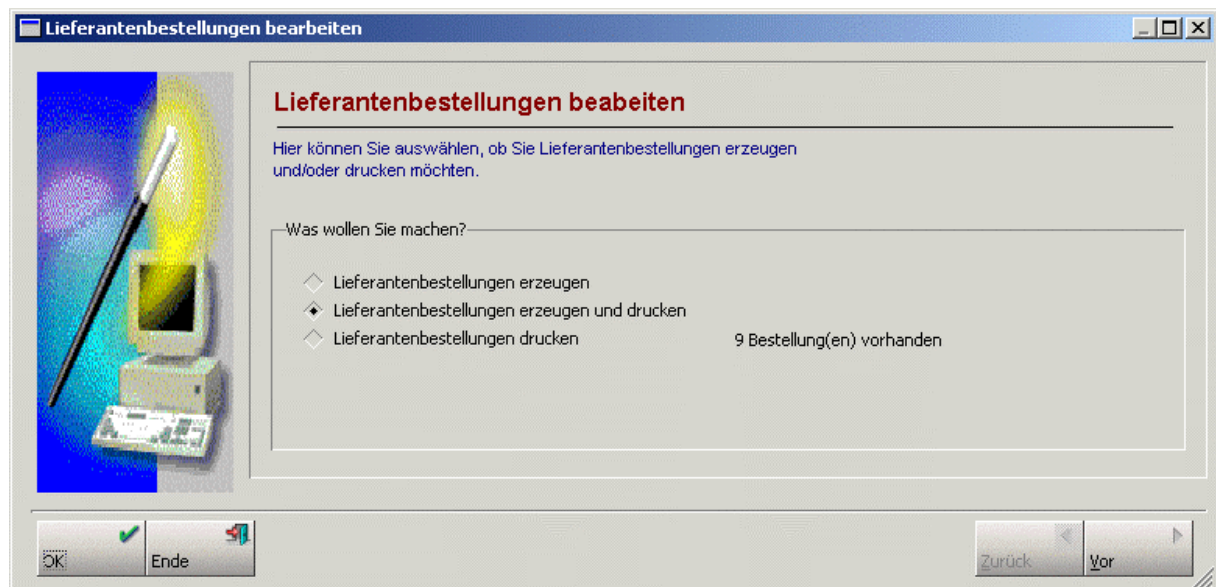 Lieferantenbestellungen bearbeiten
Lieferantenbestellungen beabeiten
Hier können Sie auswählen, ob Sie Lieferantenbestellungen erzeugen
und/oder drucken möchten.
Was wollen Sie machen?
Lieferantenbestellungen erzeugen
Lieferantenbestellungen erzeugen und drucken
Lieferantenbestellungen drucken 9 Bestellung(en) vorhanden
OK Ende Zurück Vor